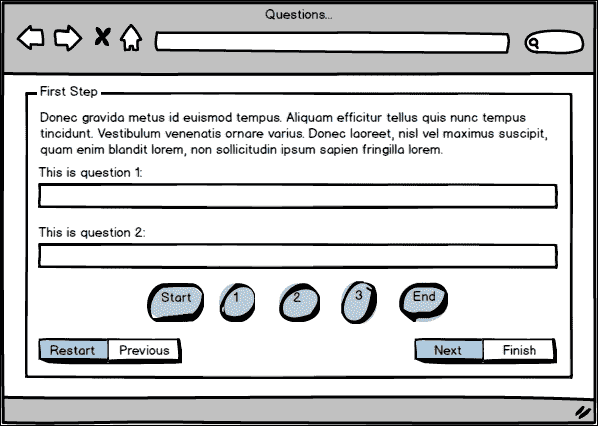 Questions...
First Step
Donec gravida metus id euismod tempus. Aliquam efficitur tellus quis nunc tempus
tincidunt. Vestibulum venenatis ornare varius. Donec laoreet, nisl vel maximus suscipit,
quam enim blandit lorem, non sollicitudin ipsum sapien fringilla lorem.
This is question 1:
This is question 2:
Start 1 2 3 End
Restart Previous Next Finish